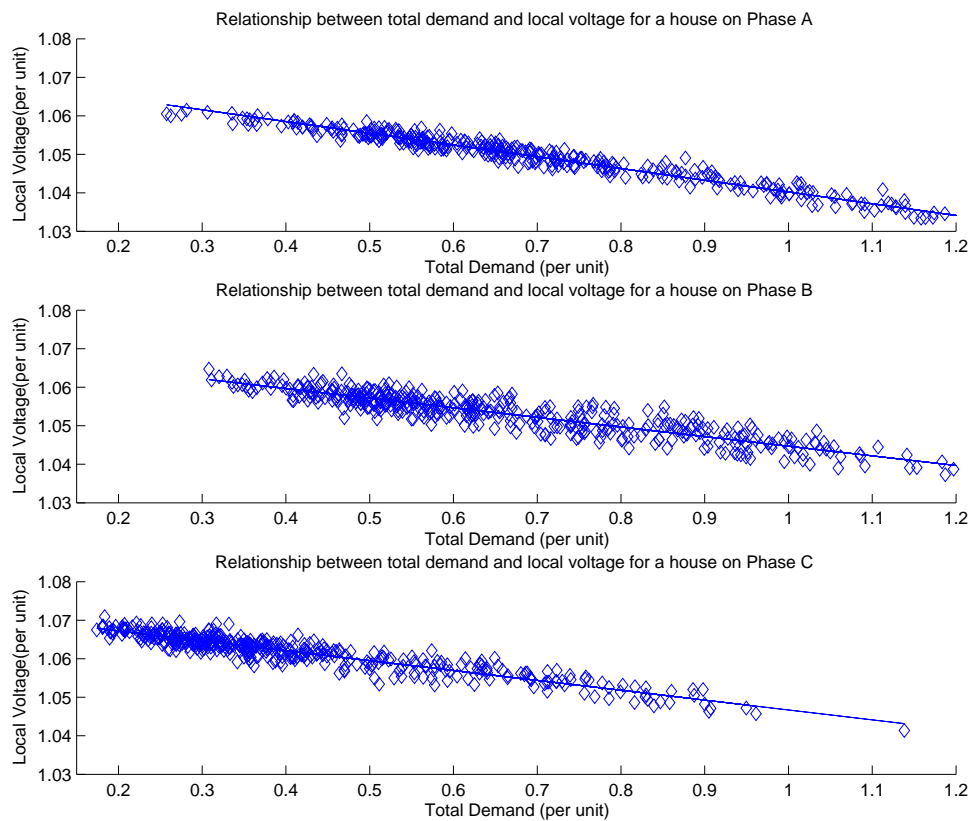 Relationship between total demand and local voltage for a house on Phase A
Local Voltage(per unit)
1.08
1.07
1.06
1.05
1.04
1.03
0.2 0.3 0.4 0.5 0.6 0.7 0.8 0.9 1 1.1 1.2
Total Demand (per unit)
Relationship between total demand and local voltage for a house on Phase B
Local Voltage(per unit)
1.08
1.07
1.06
1.05
1.04
1.03
0.2 0.3 0.4 0.5 0.6 0.7 0.8 0.9 1 1.1 1.2
Total Demand (per unit)
Relationship between total demand and local voltage for a house on Phase C
Local Voltage(per unit)
1.08
1.07
1.06
1.05
1.04
1.03
0.2 0.3 0.4 0.5 0.6 0.7 0.8 0.9 1 1.1 1.2
Total Demand (per unit)